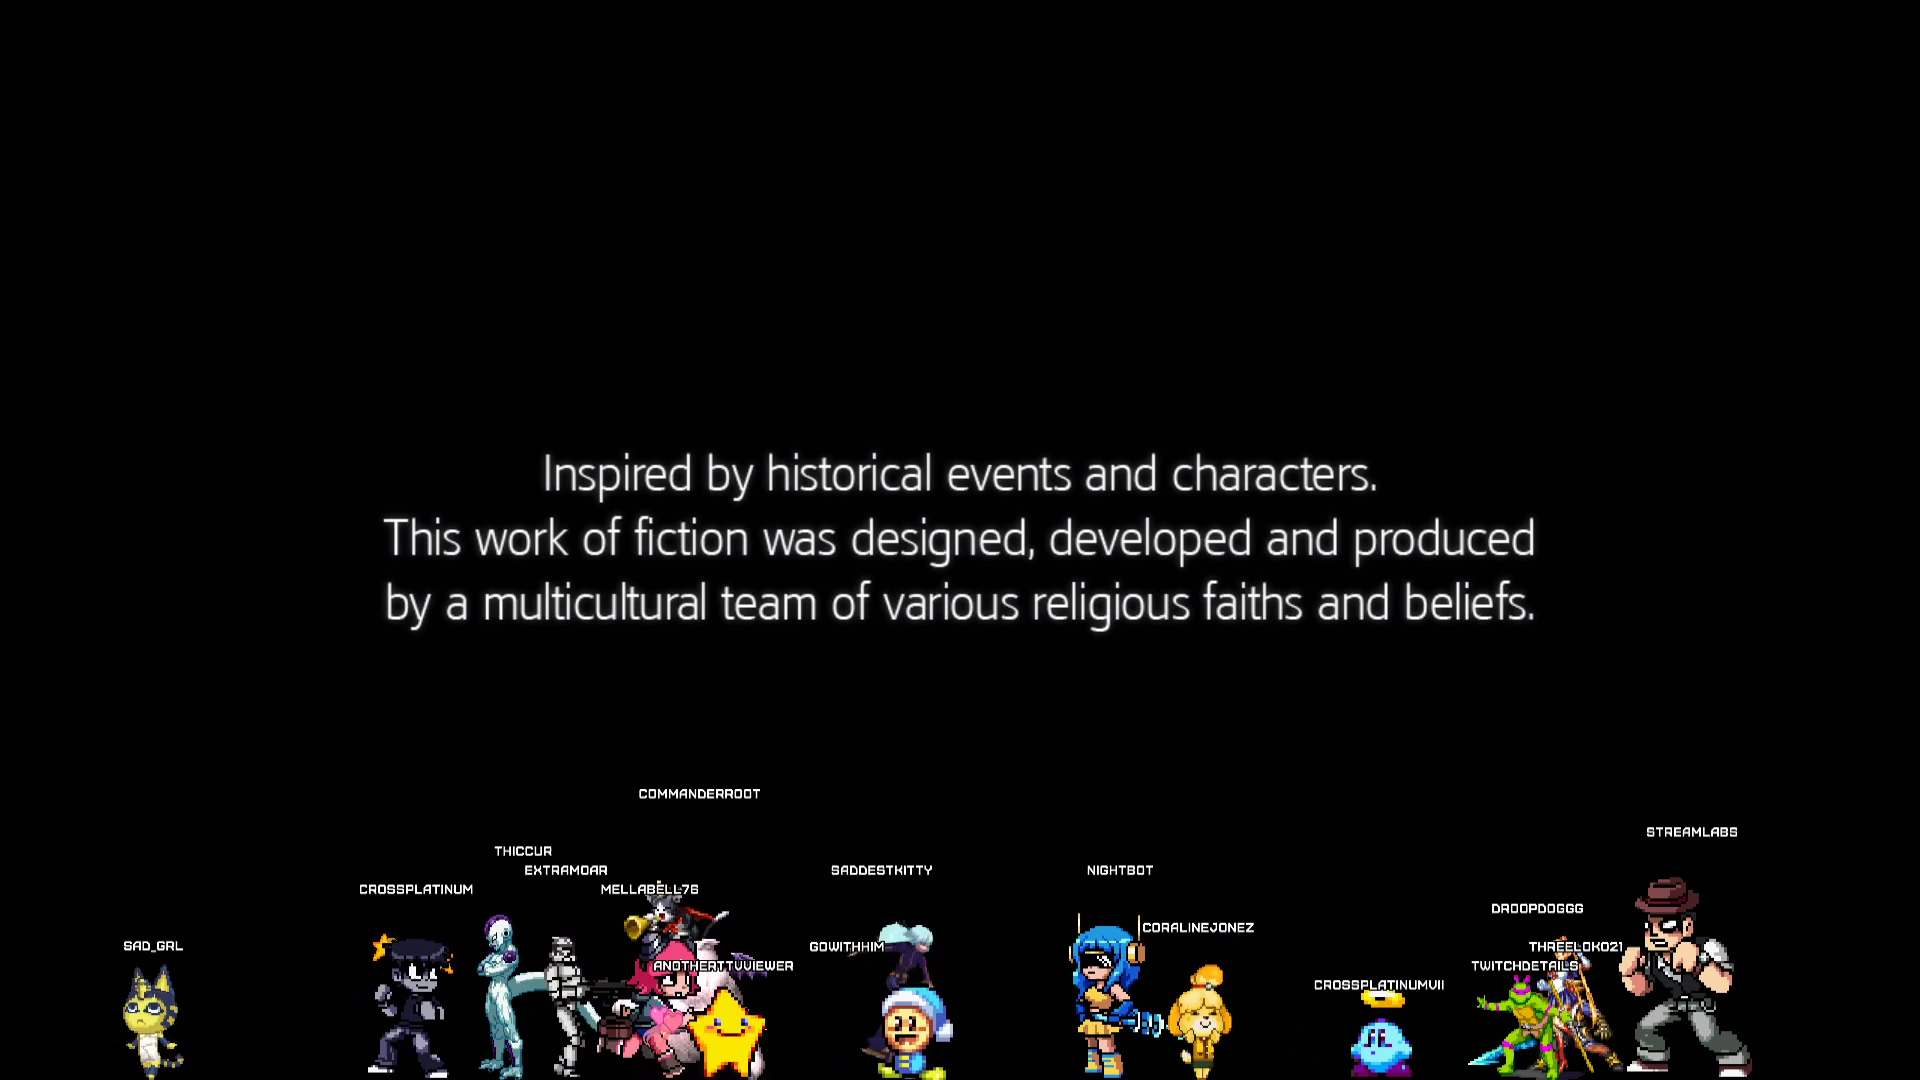 Inspired by historical events and characters.
This work of fiction was designed, developed and produced
by a multicultural team of various religious faiths and beliefs.
COMMANDERROOT
STREAMLABS
THICCUR
EXTRAMOAR
SADDESTKITTY
NIGHTBOT
CROSSPLATINUM
MELLABELL76
DROOPDOGGG
CORALINEJONEZ
SAD_GRL
GOWITHHIM
THREELOKO21
ANOTHERTTVVIEWER
TWITCHDETAILS
CROSSPLATINUMVII